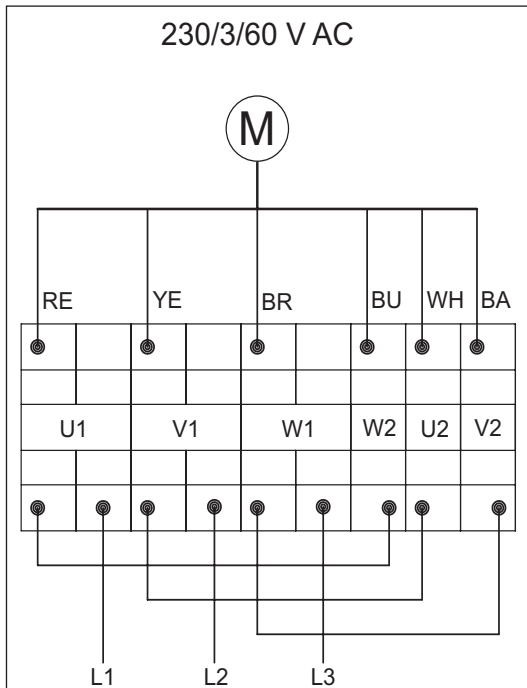 230/3/60 V AC
M
RE YE BR BU WH BA
U1 V1 W1 W2 U2 V2
L1 L2 L3